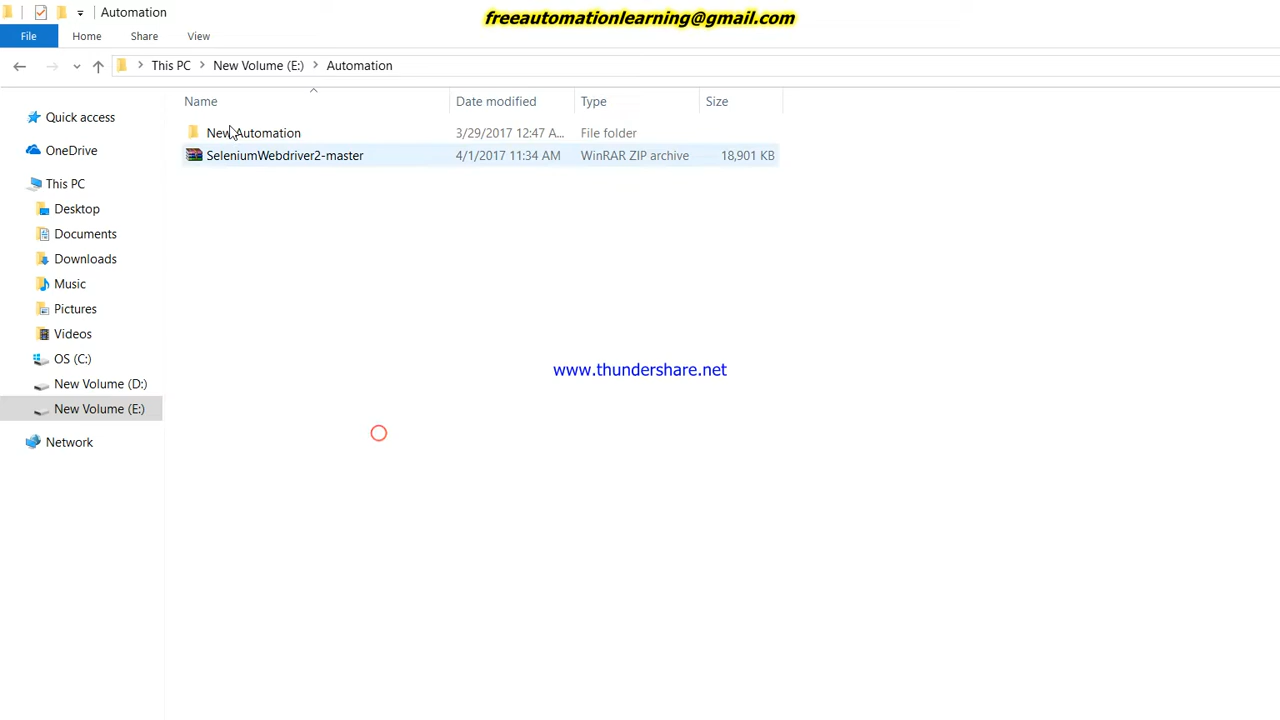 Automation
freeautomationlearning@gmail.com
File Home Share View
This PC New Volume (E:) Automation
Name Date modified Type Size
Quick access
OneDrive
This PC
Desktop
Documents
Downloads
Music
Pictures
Videos
OS (C:)
New Volume (D:)
New Volume (E:)
Network
New Automation 3/29/2017 12:47 A... File folder
SeleniumWebdriver2-master 4/1/2017 11:34 AM WinRAR ZIP archive 18,901 KB
www.thundershare.net